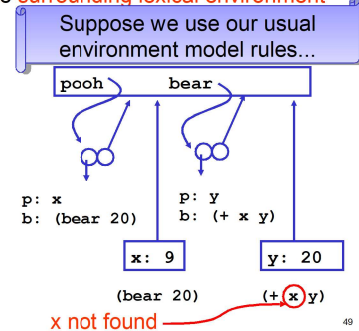 surrounding lexical environment
Suppose we use our usual
environment model rules...
pooh bear
p: x
b: (bear 20)
p: y
b: (+ x y)
x: 9
y: 20
(bear 20)
(+ x y)
x not found
49